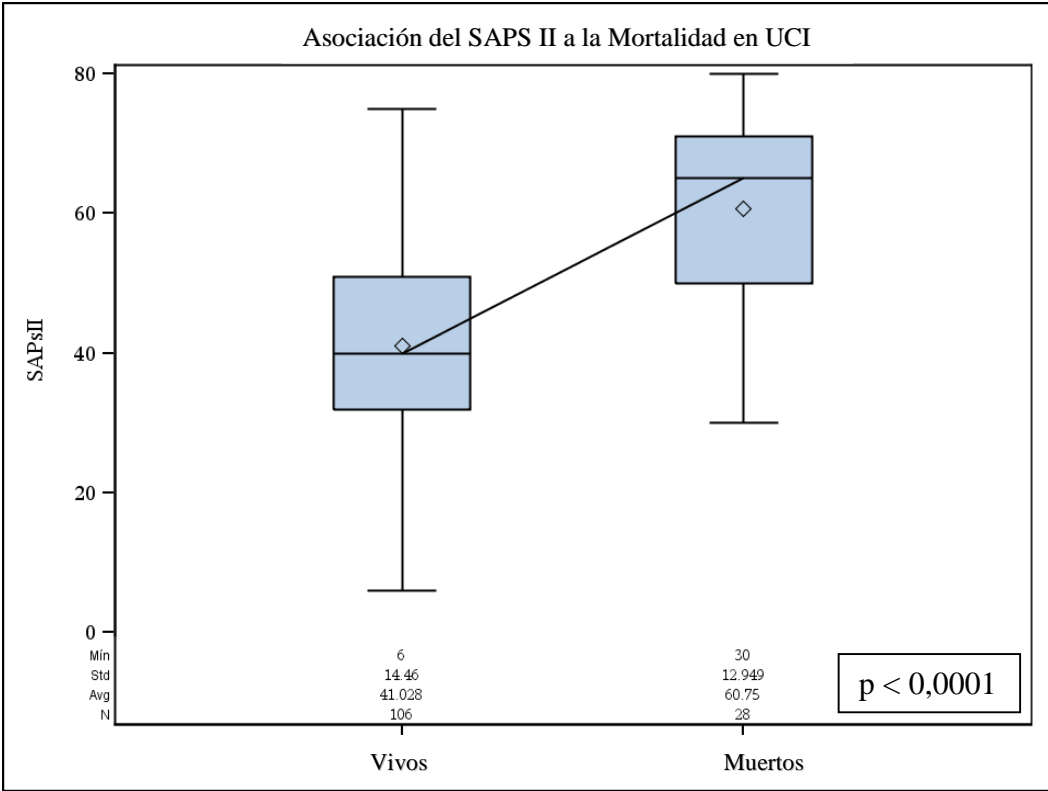 Asociación del SAPS II a la Mortalidad en UCI
80
60
40
20
0
SAPsII
Mín 6 30
Std 14.46 12.949
Avg 41.028 60.75
N 106 28
p < 0,0001
Vivos Muertos